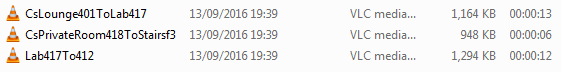 CsLounge401ToLab417 13/09/2016 19:39 VLC media... 1,164 KB 00:00:13
CsPrivateRoom418ToStairsf3 13/09/2016 19:39 VLC media... 948 KB 00:00:06
Lab417To412 13/09/2016 19:39 VLC media... 1,294 KB 00:00:12